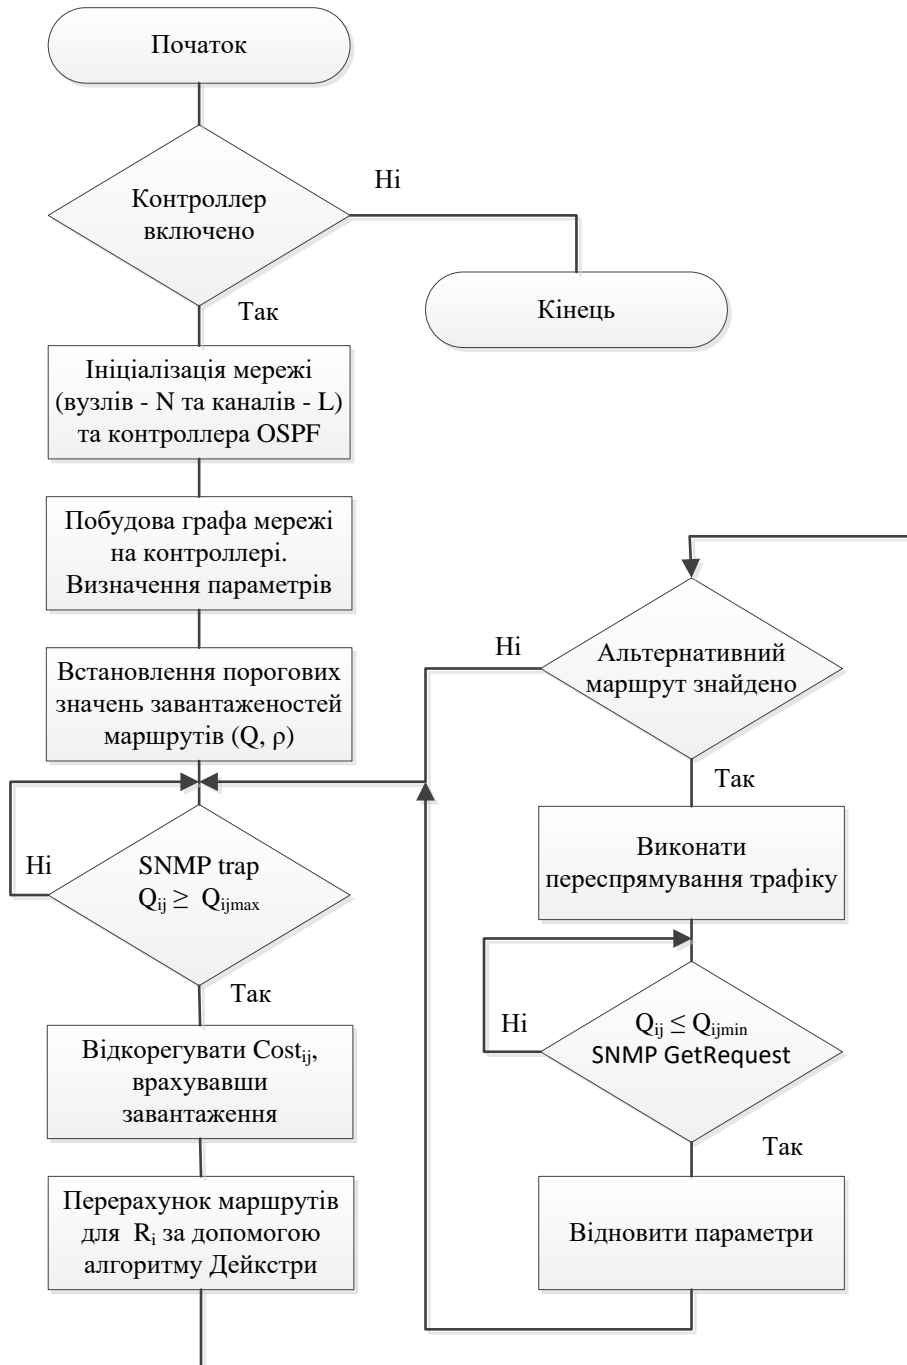 Початок
Контроллер
включено
Ні
Кінець
Так
Ініціалізація мережі
(вузлів - N та каналів - L)
та контроллера OSPF
Побудова графа мережі
на контроллері.
Визначення параметрів
Встановлення порогових
значень завантаженостей
маршрутів (Q, ρ)
Ні
SNMP trap
Qij ≥ Qijmax
Так
Відкорегувати Costij,
врахувавши
завантаження
Перерахунок маршрутів
для Ri за допомогою
алгоритму Дейкстри
Ні
Альтернативний
маршрут знайдено
Так
Виконати
переспрямування трафіку
Ні
Qij ≤ Qijmin
SNMP GetRequest
Так
Відновити параметри